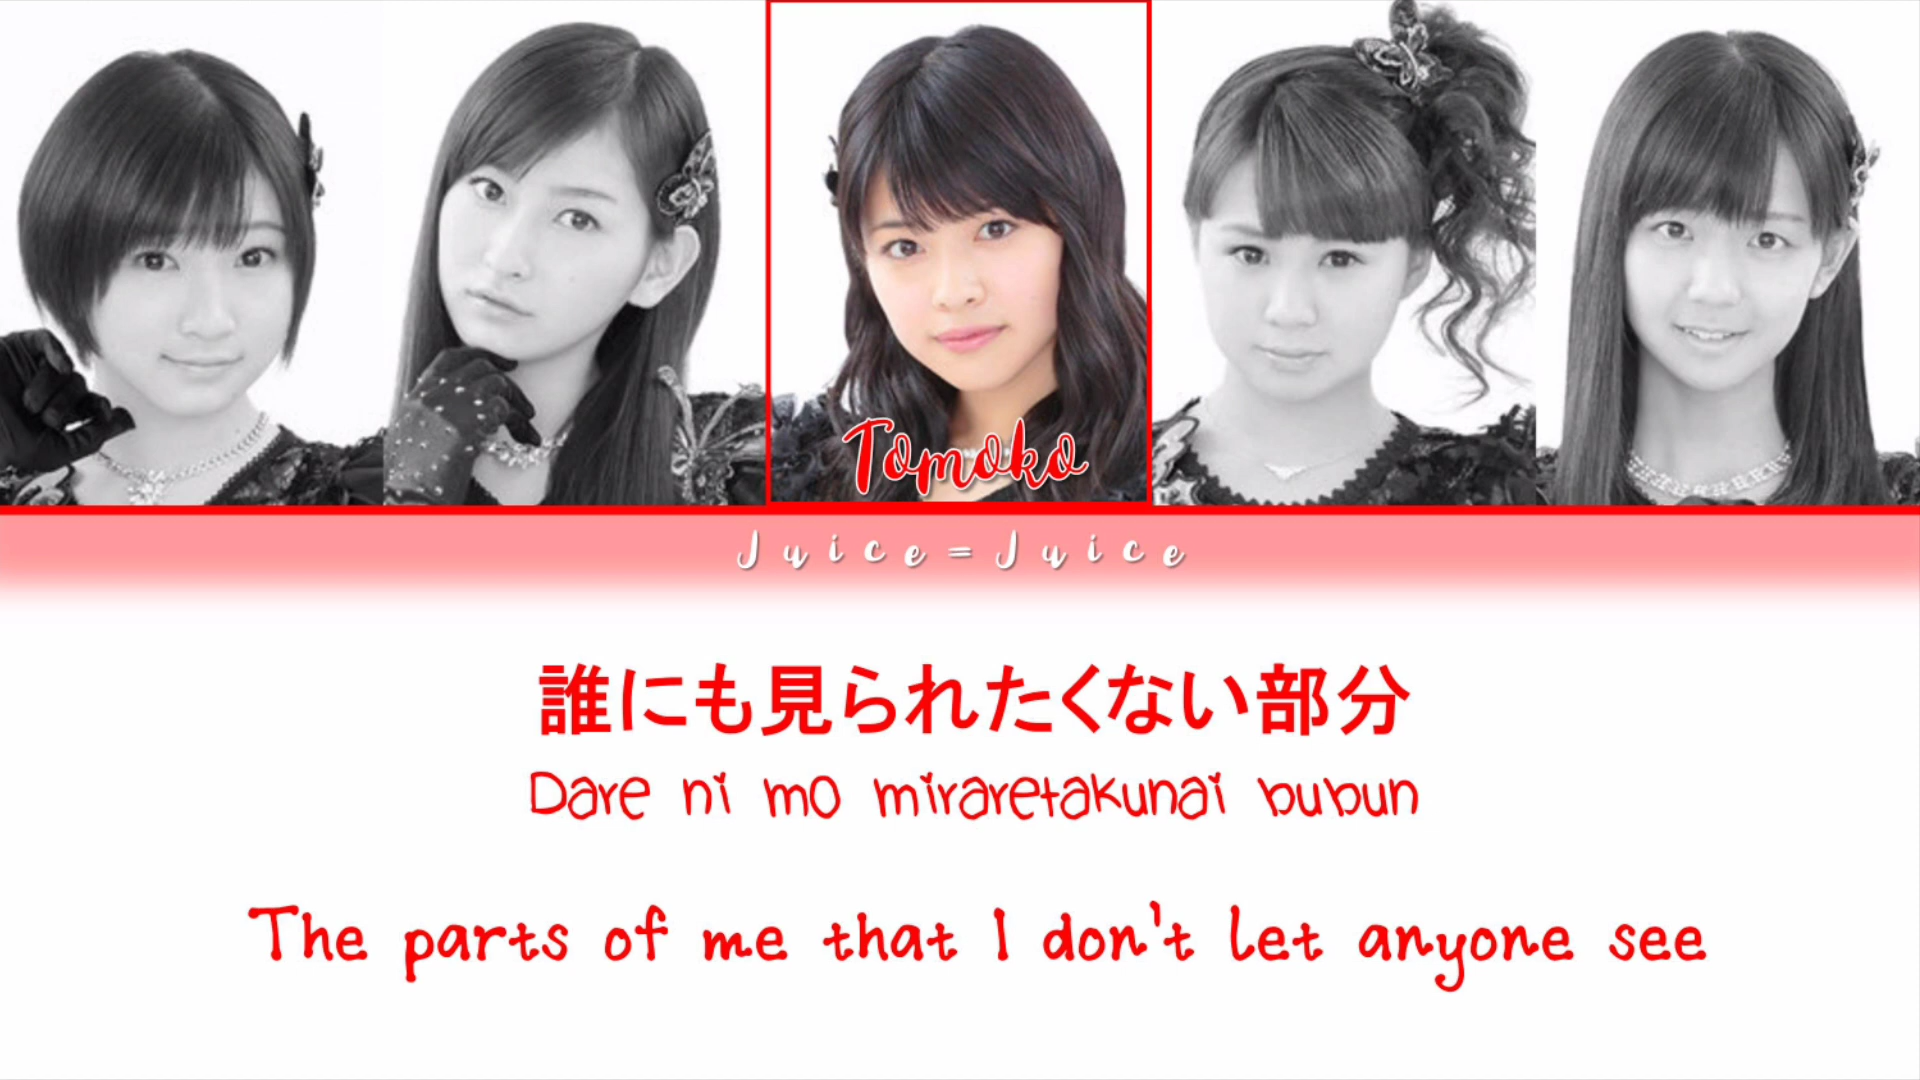 Tomoko
Juice=Juice
誰にも見られたくない部分
Dare ni mo miraretakunai bubun
The parts of me that I don't let anyone see